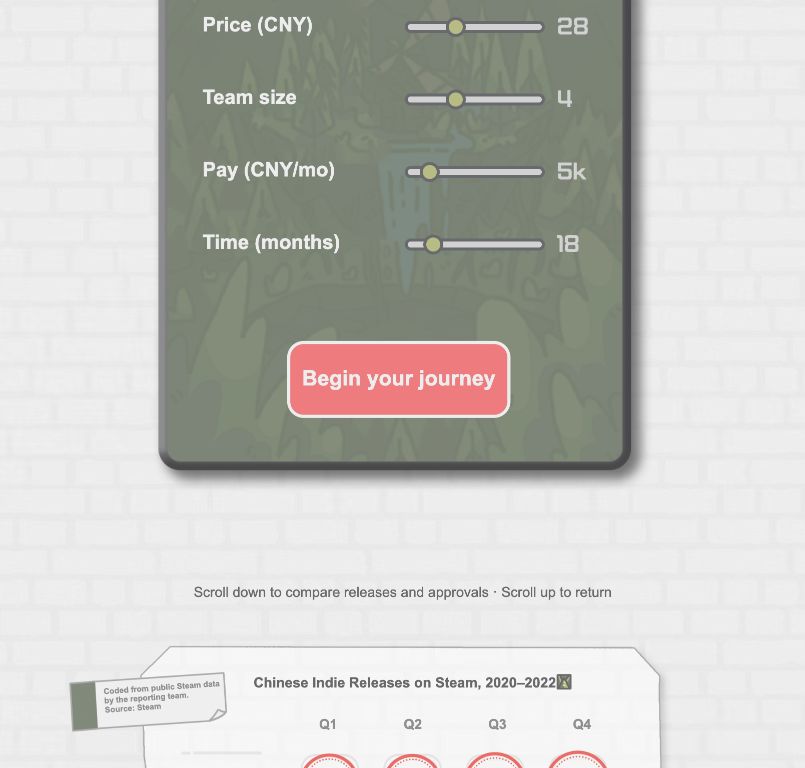 Price (CNY) 28
Team size 4
Pay (CNY/mo) 5k
Time (months) 18
Begin your journey
Scroll down to compare releases and approvals · Scroll up to return
Coded from public Steam data
by the reporting team.
Source: Steam
Chinese Indie Releases on Steam, 2020–2022
Q1 Q2 Q3 Q4